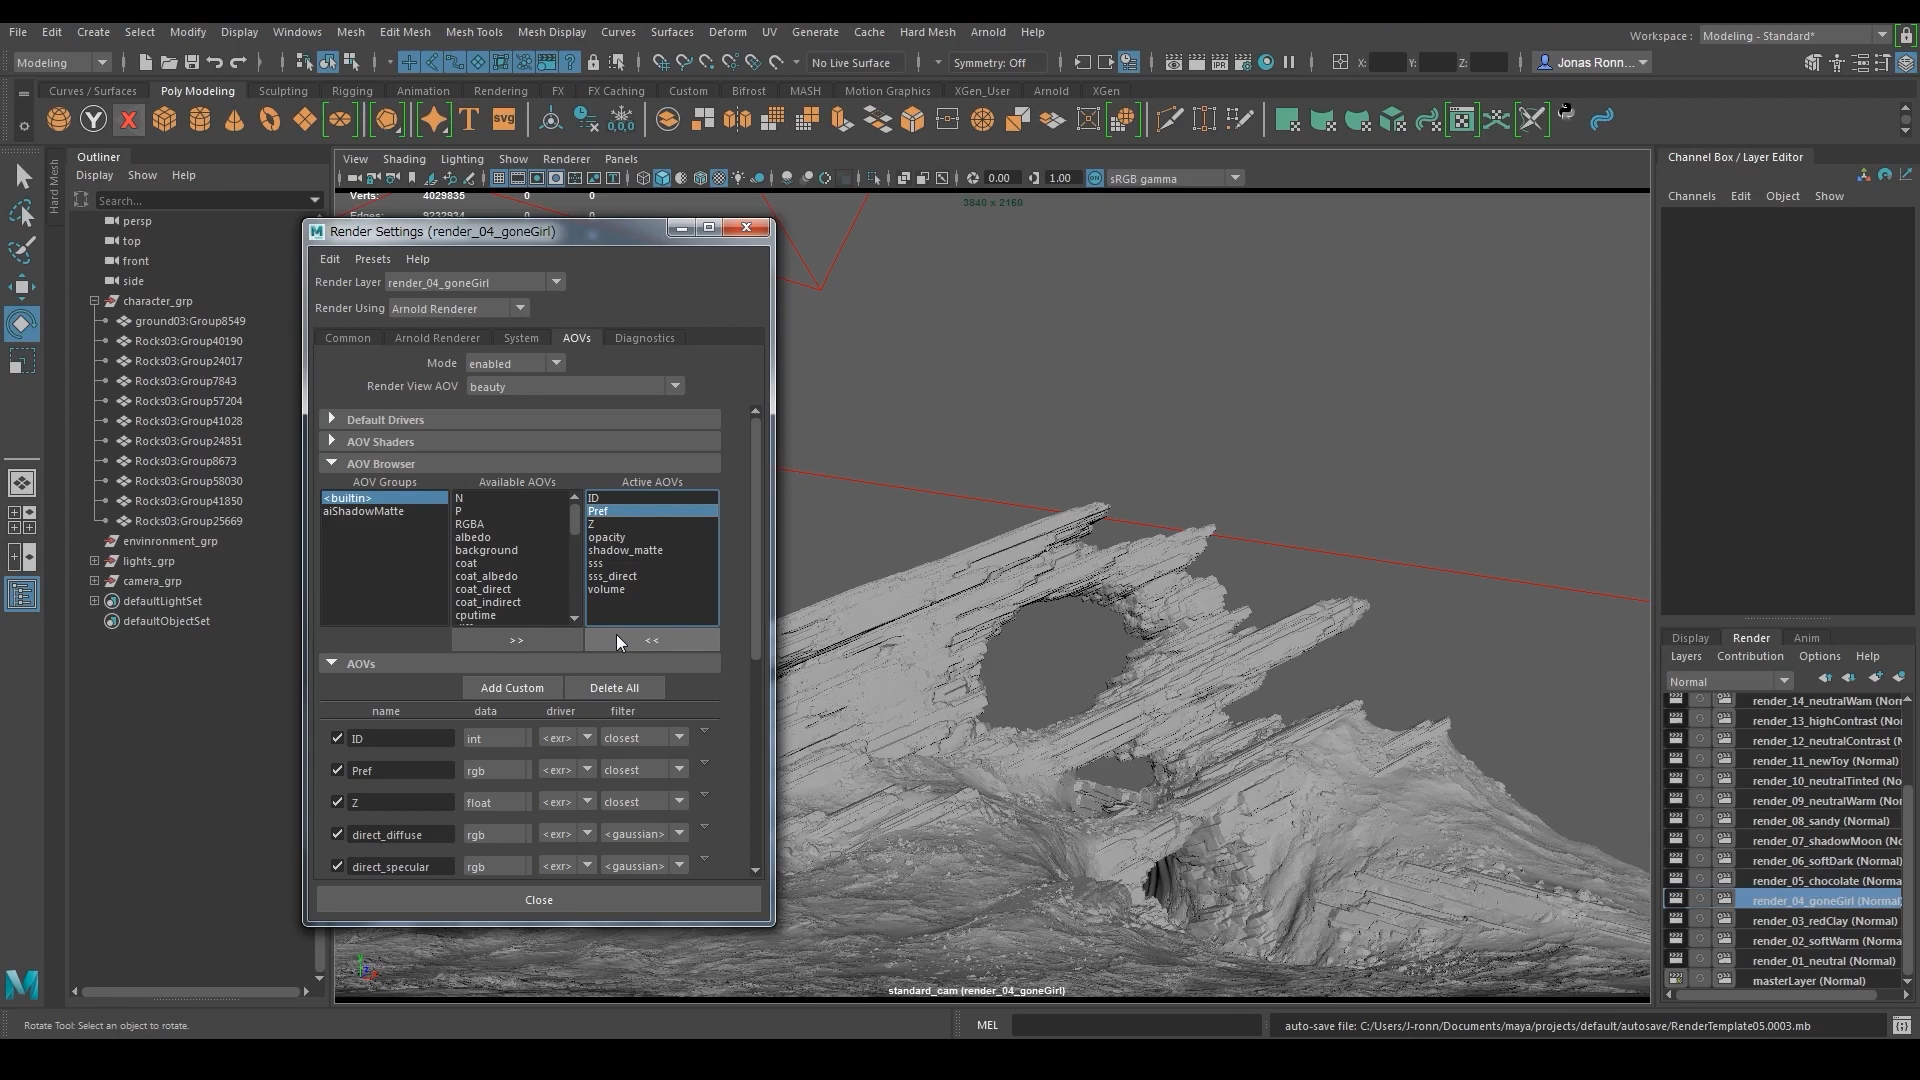 File Edit Create Select Modify Display Windows Mesh Edit Mesh Mesh Tools Mesh Display Curves Surfaces Deform UV Generate Cache Hard Mesh Arnold Help
Workspace : Modeling - Standard*
Modeling No Live Surface Symmetry: Off X: Y: Z: Jonas Ronn...
Curves / Surfaces Poly Modeling Sculpting Rigging Animation Rendering FX FX Caching Custom Bifrost MASH Motion Graphics XGen_User Arnold XGen
T svg 0,0,0
Hard Mesh
Outliner
Display Show Help
Search...
persp
top
front
side
character_grp
ground03:Group8549
Rocks03:Group40190
Rocks03:Group24017
Rocks03:Group7843
Rocks03:Group57204
Rocks03:Group41028
Rocks03:Group24851
Rocks03:Group8673
Rocks03:Group58030
Rocks03:Group41850
Rocks03:Group25669
envinronment_grp
lights_grp
camera_grp
defaultLightSet
defaultObjectSet
View Shading Lighting Show Renderer Panels
0.00 1.00 sRGB gamma
Verts: 4029835 0 0
3840 x 2160
Render Settings (render_04_goneGirl)
Edit Presets Help
Render Layer render_04_goneGirl
Render Using Arnold Renderer
Common Arnold Renderer System AOVs Diagnostics
Mode enabled
Render View AOV beauty
Default Drivers
AOV Shaders
AOV Browser
AOV Groups Available AOVs Active AOVs
<builtin>
aiShadowMatte
N
P
RGBA
albedo
background
coat
coat_albedo
coat_direct
coat_indirect
cputime
ID
Pref
Z
opacity
shadow_matte
sss
sss_direct
volume
>> <<
AOVs
Add Custom Delete All
name data driver filter
ID int <exr> closest
Pref rgb <exr> closest
Z float <exr> closest
direct_diffuse rgb <exr> <gaussian>
direct_specular rgb <exr> <gaussian>
Close
standard_cam (render_04_goneGirl)
Channel Box / Layer Editor
Channels Edit Object Show
Display Render Anim
Layers Contribution Options Help
Normal
render_14_neutralWam (Norr
render_13_highContrast (Nor
render_12_neutralContrast (N
render_11_newToy (Normal)
render_10_neutralTinted (No
render_09_neutralWarm (Nor
render_08_sandy (Normal)
render_07_shadowMoon (No
render_06_softDark (Normal)
render_05_chocolate (Norma
render_04_goneGirl (Normal)
render_03_redClay (Normal)
render_02_softWarm (Norma
render_01_neutral (Normal)
masterLayer (Normal)
Rotate Tool: Select an object to rotate.
MEL
auto-save file: C:/Users/J-ronn/Documents/maya/projects/default/autosave/RenderTemplate05.0003.mb